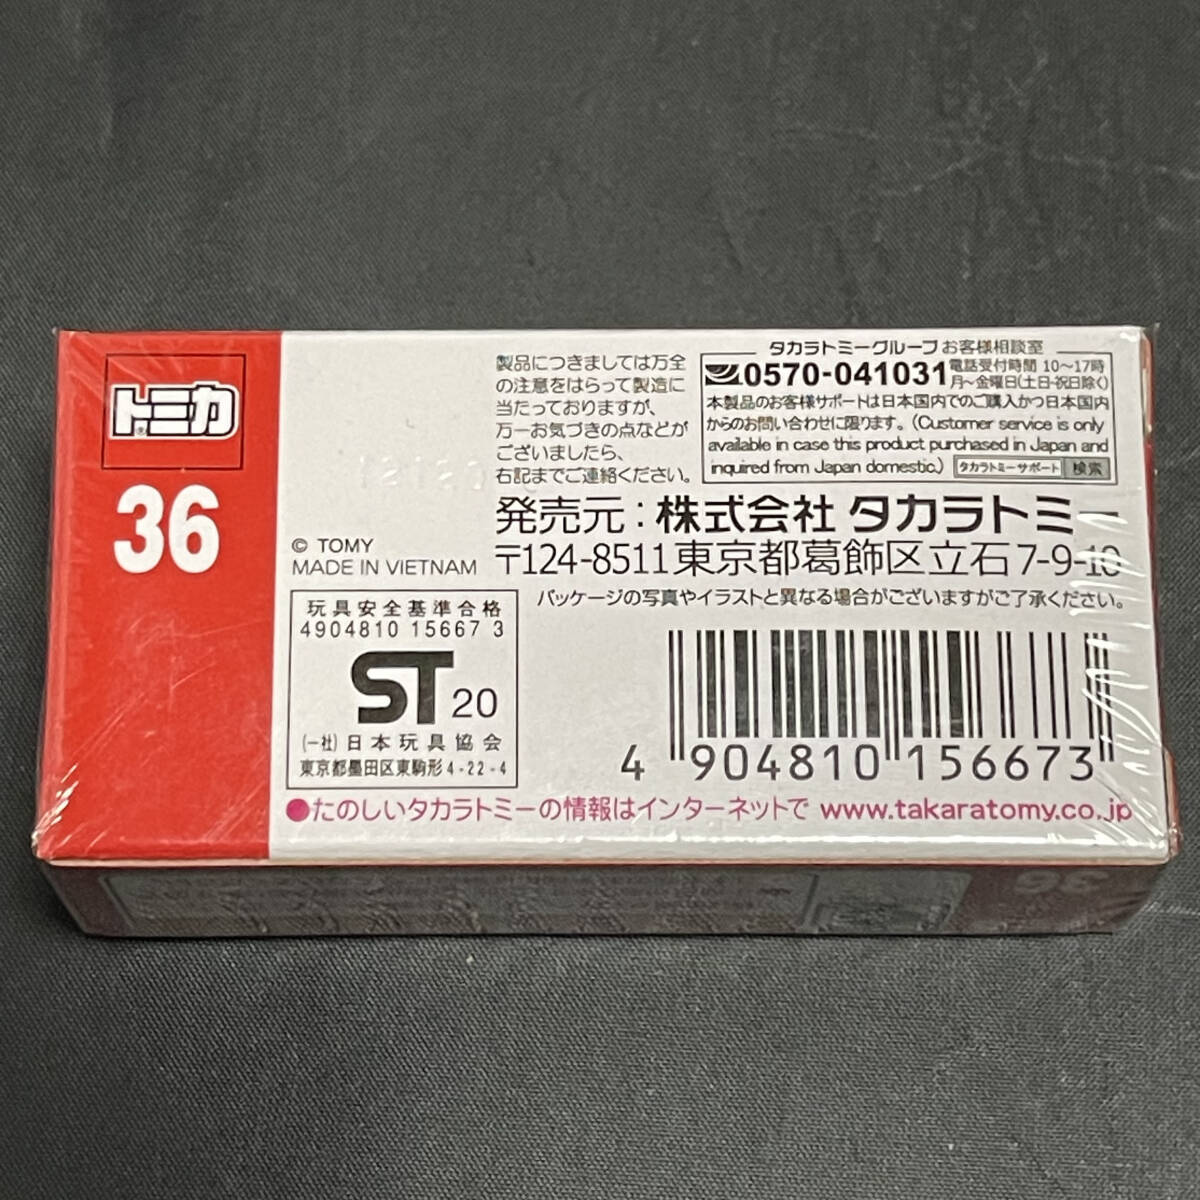 トミカ®
36
製品につきましては万全
の注意をはらって製造に
当たっておりますが、
万一お気づきの点などが
ございましたら、
右記までご連絡ください。
タカラトミーグループ お客様相談室
0570-041031 電話受付時間 10〜17時
月〜金曜日(土日・祝日除く)
本製品のお客様サポートは日本国内でのご購入かつ日本国内
からのお問い合わせに限ります。(Customer service is only
available in case this product purchased in Japan and
inquired from Japan domestic.) タカラトミーサポート 検索
発売元：株式会社 タカラトミー
〒124-8511 東京都葛飾区立石 7-9-10
© TOMY
MADE IN VIETNAM
パッケージの写真やイラストと異なる場合がございますがご了承ください。
玩具安全基準合格
4904810 15667 3
ST 20
(一社) 日本玩具協会
東京都墨田区東駒形 4-22-4
4 904810 156673
●たのしいタカラトミーの情報はインターネットで www.takaratomy.co.jp
36